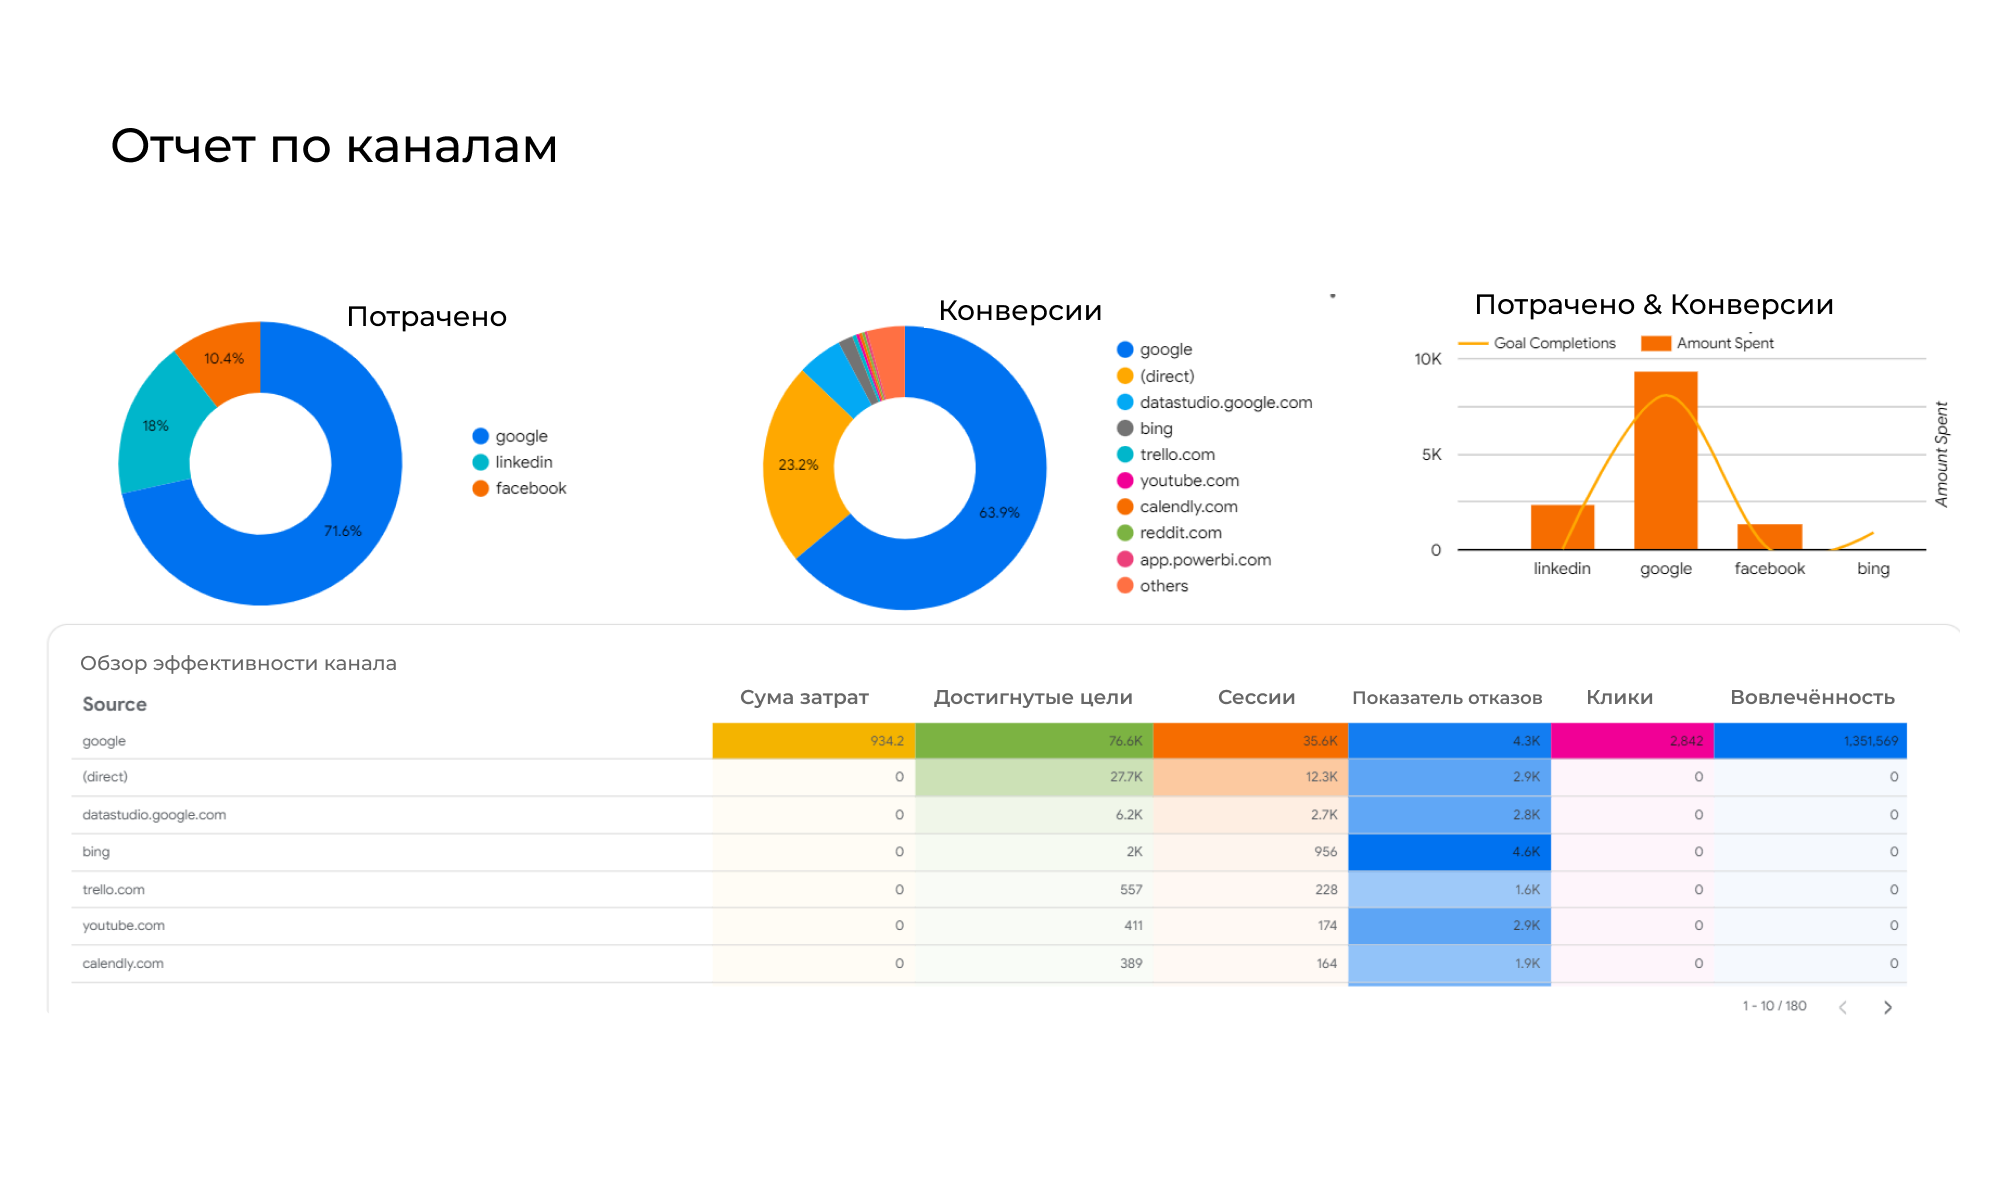 Отчет по каналам
Потрачено
10.4%
18%
71.6%
google
linkedin
facebook
Конверсии
23.2%
63.9%
google
(direct)
datastudio.google.com
bing
trello.com
youtube.com
calendly.com
reddit.com
app.powerbi.com
others
Потрачено & Конверсии
Goal Completions Amount Spent
10K
5K
0
Amount Spent
linkedin google facebook bing
Обзор эффективности канала
Source Сума затрат Достигнутые цели Сессии Показатель отказов Клики Вовлечённость
google 934.2 76.6K 35.6K 4.3K 2,842 1,351,569
(direct) 0 27.7K 12.3K 2.9K 0 0
datastudio.google.com 0 6.2K 2.7K 2.8K 0 0
bing 0 2K 956 4.6K 0 0
trello.com 0 557 228 1.6K 0 0
youtube.com 0 411 174 2.9K 0 0
calendly.com 0 389 164 1.9K 0 0
1 - 10 / 180